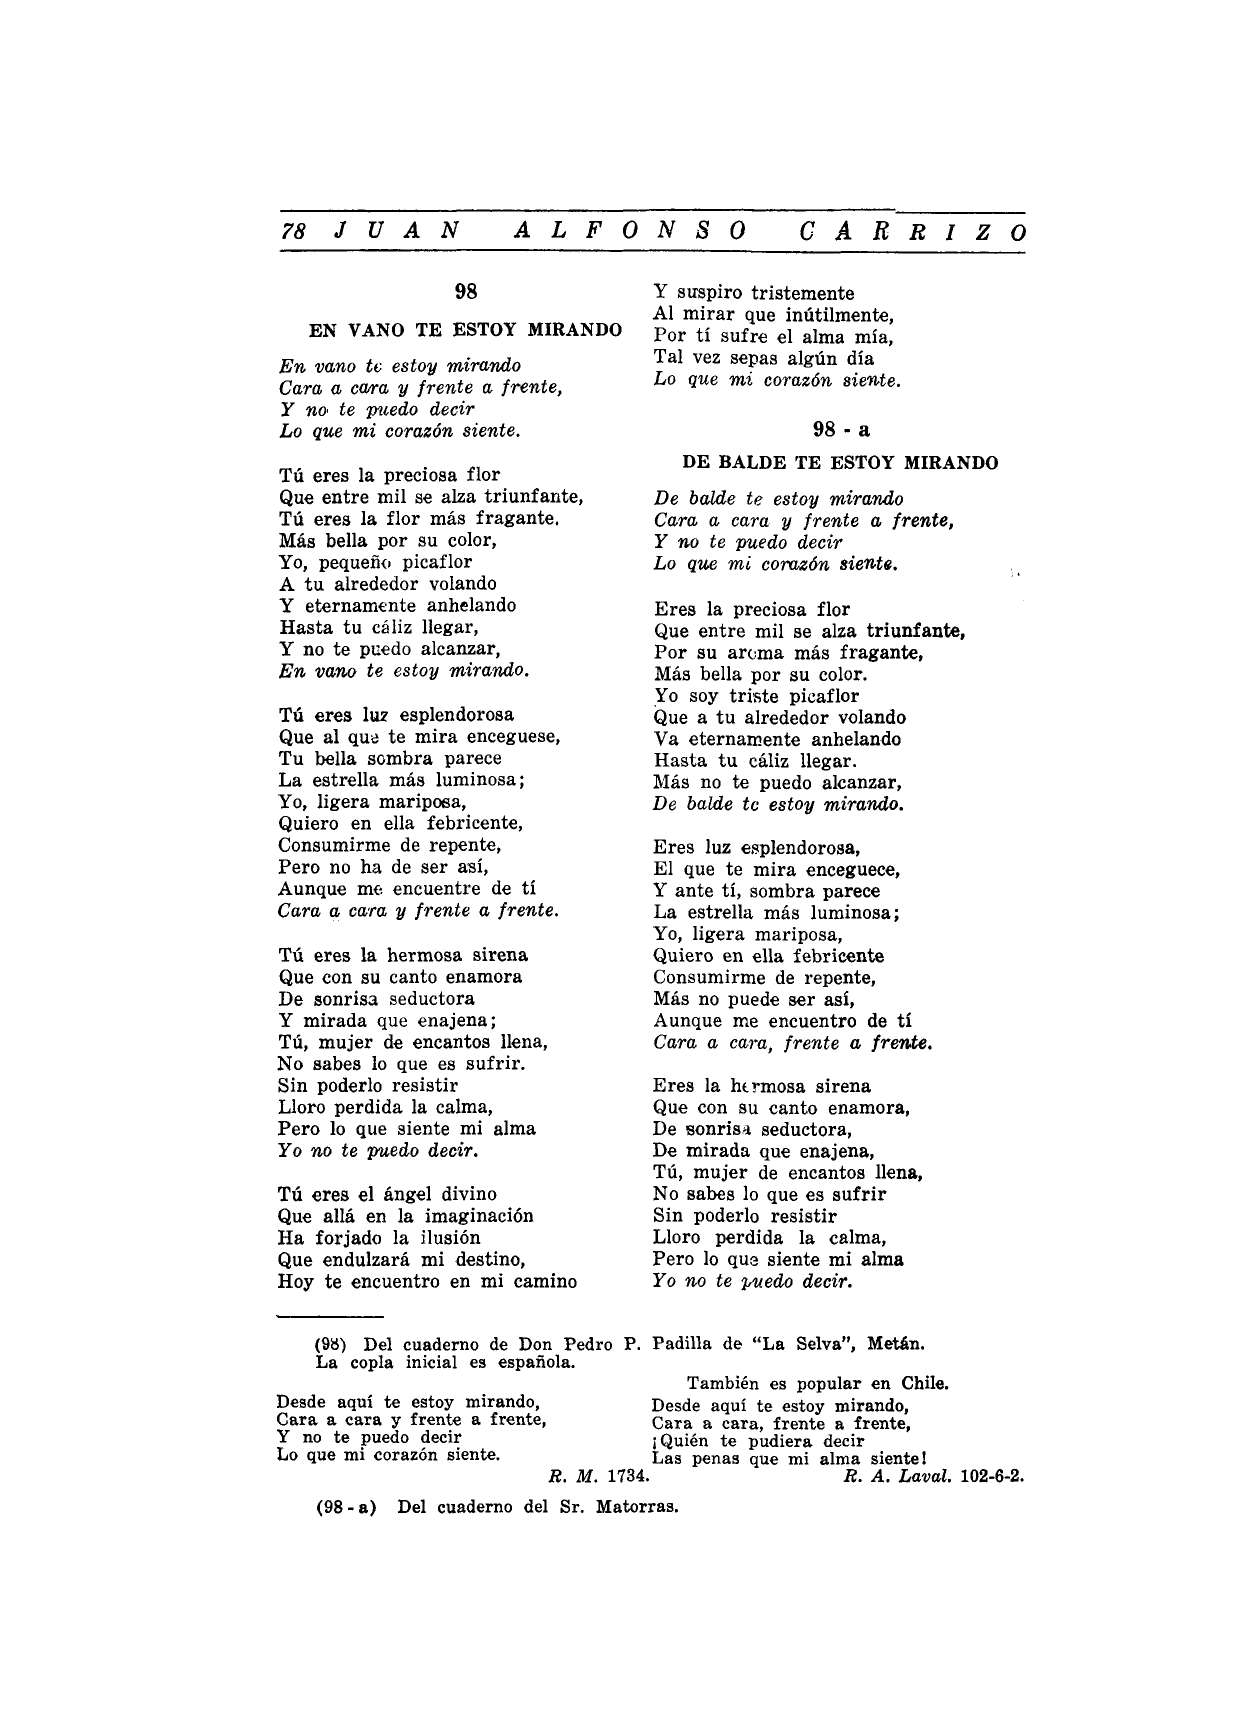 78 JUAN ALFONSO CARRIZO
98
EN VANO TE ESTOY MIRANDO
En vano te estoy mirando
Cara a cara y frente a frente,
Y no te puedo decir
Lo que mi corazón siente.
Tú eres la preciosa flor
Que entre mil se alza triunfante,
Tú eres la flor más fragante.
Más bella por su color,
Yo, pequeño picaflor
A tu alrededor volando
Y eternamente anhelando
Hasta tu cáliz llegar,
Y no te puedo alcanzar,
En vano te estoy mirando.
Tú eres luz esplendorosa
Que al que te mira enceguese,
Tu bella sombra parece
La estrella más luminosa;
Yo, ligera mariposa,
Quiero en ella febricente,
Consumirme de repente,
Pero no ha de ser así,
Aunque me encuentre de tí
Cara a cara y frente a frente.
Tú eres la hermosa sirena
Que con su canto enamora
De sonrisa seductora
Y mirada que enajena;
Tú, mujer de encantos llena,
No sabes lo que es sufrir.
Sin poderlo resistir
Lloro perdida la calma,
Pero lo que siente mi alma
Yo no te puedo decir.
Tú eres el ángel divino
Que allá en la imaginación
Ha forjado la ilusión
Que endulzará mi destino,
Hoy te encuentro en mi camino
Y suspiro tristemente
Al mirar que inútilmente,
Por tí sufre el alma mía,
Tal vez sepas algún día
Lo que mi corazón siente.
98 - a
DE BALDE TE ESTOY MIRANDO
De balde te estoy mirando
Cara a cara y frente a frente,
Y no te puedo decir
Lo que mi corazón siente.
Eres la preciosa flor
Que entre mil se alza triunfante,
Por su aroma más fragante,
Más bella por su color.
Yo soy triste picaflor
Que a tu alrededor volando
Va eternamente anhelando
Hasta tu cáliz llegar.
Más no te puedo alcanzar,
De balde te estoy mirando.
Eres luz esplendorosa,
El que te mira enceguece,
Y ante tí, sombra parece
La estrella más luminosa;
Yo, ligera mariposa,
Quiero en ella febricente
Consumirme de repente,
Más no puede ser así,
Aunque me encuentro de tí
Cara a cara, frente a frente.
Eres la hermosa sirena
Que con su canto enamora,
De sonrisa seductora,
De mirada que enajena,
Tú, mujer de encantos llena,
No sabes lo que es sufrir
Sin poderlo resistir
Lloro perdida la calma,
Pero lo que siente mi alma
Yo no te puedo decir.
(98) Del cuaderno de Don Pedro P. Padilla de “La Selva”, Metán.
La copla inicial es española.
Desde aquí te estoy mirando,
Cara a cara y frente a frente,
Y no te puedo decir
Lo que mi corazón siente.
R. M. 1734.
También es popular en Chile.
Desde aquí te estoy mirando,
Cara a cara, frente a frente,
¡Quién te pudiera decir
Las penas que mi alma siente!
R. A. Laval. 102-6-2.
(98 - a) Del cuaderno del Sr. Matorras.